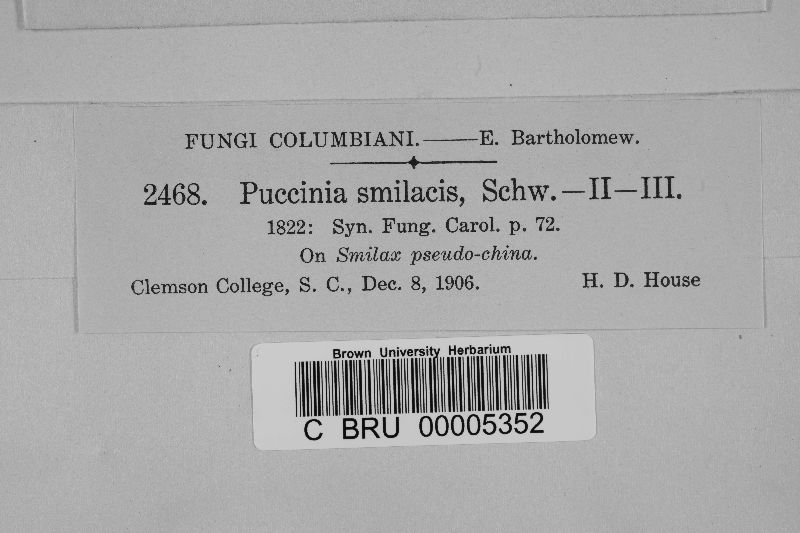 FUNGI COLUMBIANI.——E. Bartholomew.
2468. Puccinia smilacis, Schw.—II—III.
1822: Syn. Fung. Carol. p. 72.
On Smilax pseudo-china.
Clemson College, S. C., Dec. 8, 1906. H. D. House
Brown University Herbarium
C BRU 00005352